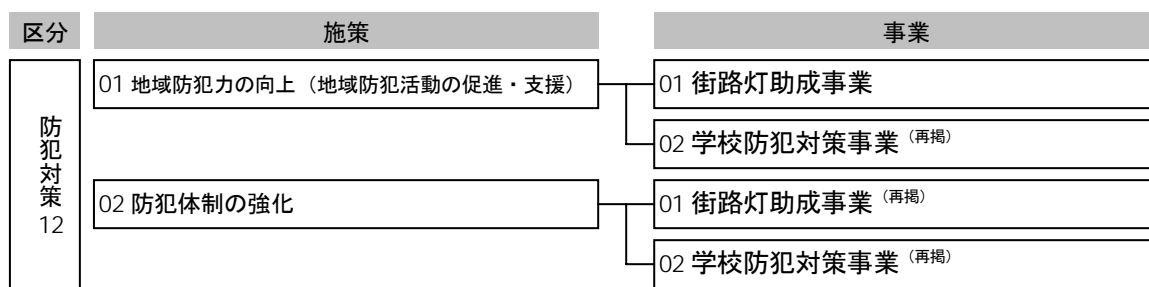 区分 施策 事業
防犯対策12
01 地域防犯力の向上（地域防犯活動の促進・支援）
01 街路灯助成事業
02 学校防犯対策事業（再掲）
02 防犯体制の強化
01 街路灯助成事業（再掲）
02 学校防犯対策事業（再掲）